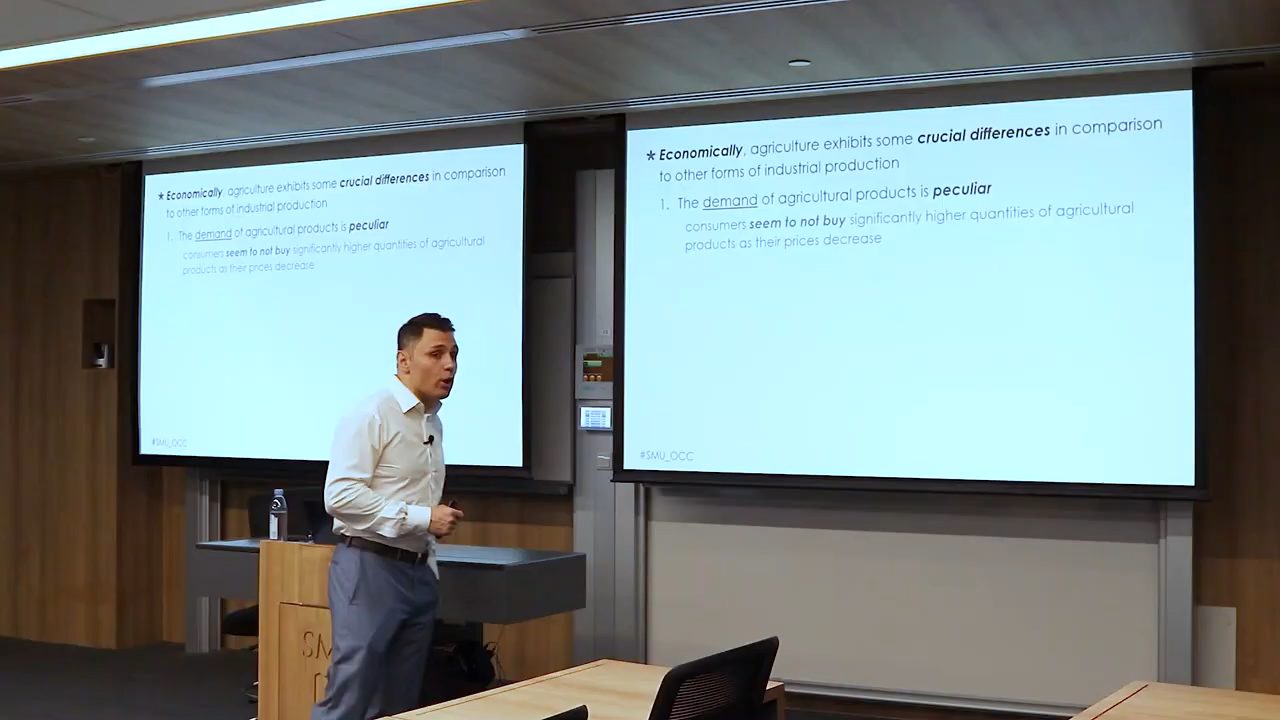 ★ Economically, agriculture exhibits some crucial differences in comparison
to other forms of industrial production
1. The demand of agricultural products is peculiar
consumers seem to not buy significantly higher quantities of agricultural
products as their prices decrease
#SMU_OCC
★ Economically, agriculture exhibits some crucial differences in comparison
to other forms of industrial production
1. The demand of agricultural products is peculiar
consumers seem to not buy significantly higher quantities of agricultural
products as their prices decrease
#SMU_OCC